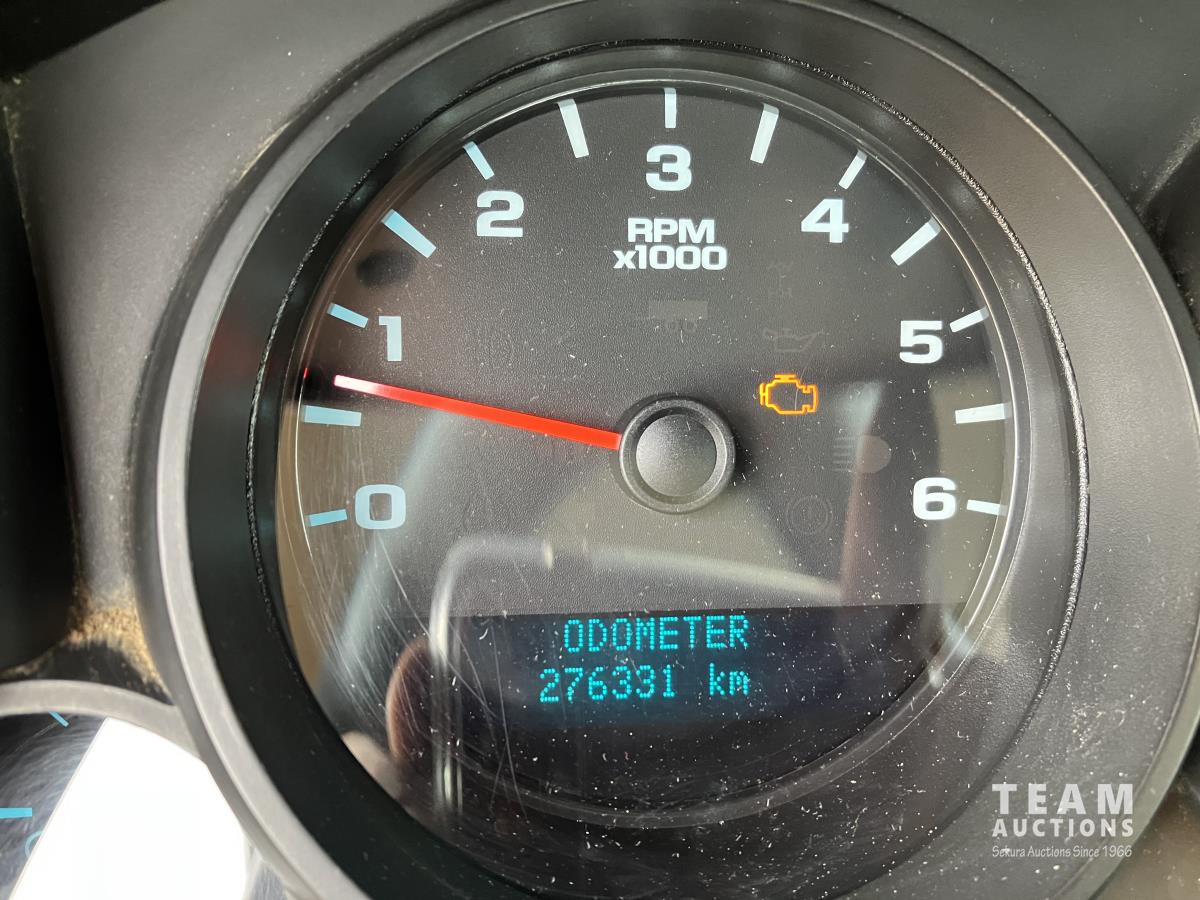 3
2
4
RPM
x1000
1
5
0
6
ODOMETER
276331 km
TEAM
AUCTIONS
Sekura Auctions Since 1966